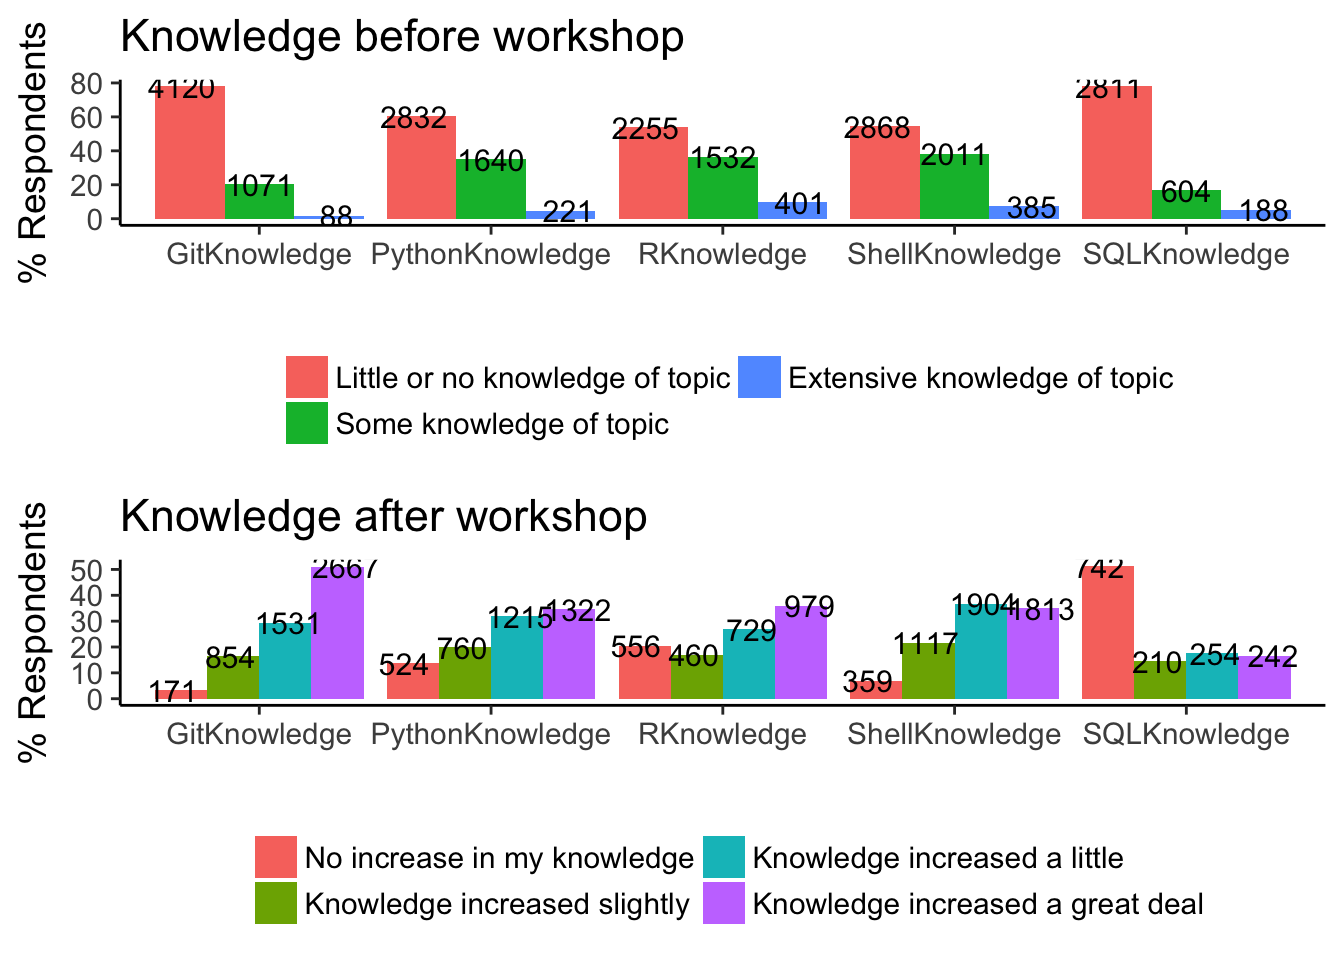 Knowledge before workshop
% Respondents
80
60
40
20
0
4120 1071 88 2832 1640 221 2255 1532 401 2868 2011 385 2811 604 188
GitKnowledge PythonKnowledge RKnowledge ShellKnowledge SQLKnowledge
Little or no knowledge of topic Extensive knowledge of topic
Some knowledge of topic
Knowledge after workshop
% Respondents
50
40
30
20
10
0
171 854 1531 2667 524 760 1215 1322 556 460 729 979 359 1117 1904 1813 742 210 254 242
GitKnowledge PythonKnowledge RKnowledge ShellKnowledge SQLKnowledge
No increase in my knowledge Knowledge increased a little
Knowledge increased slightly Knowledge increased a great deal